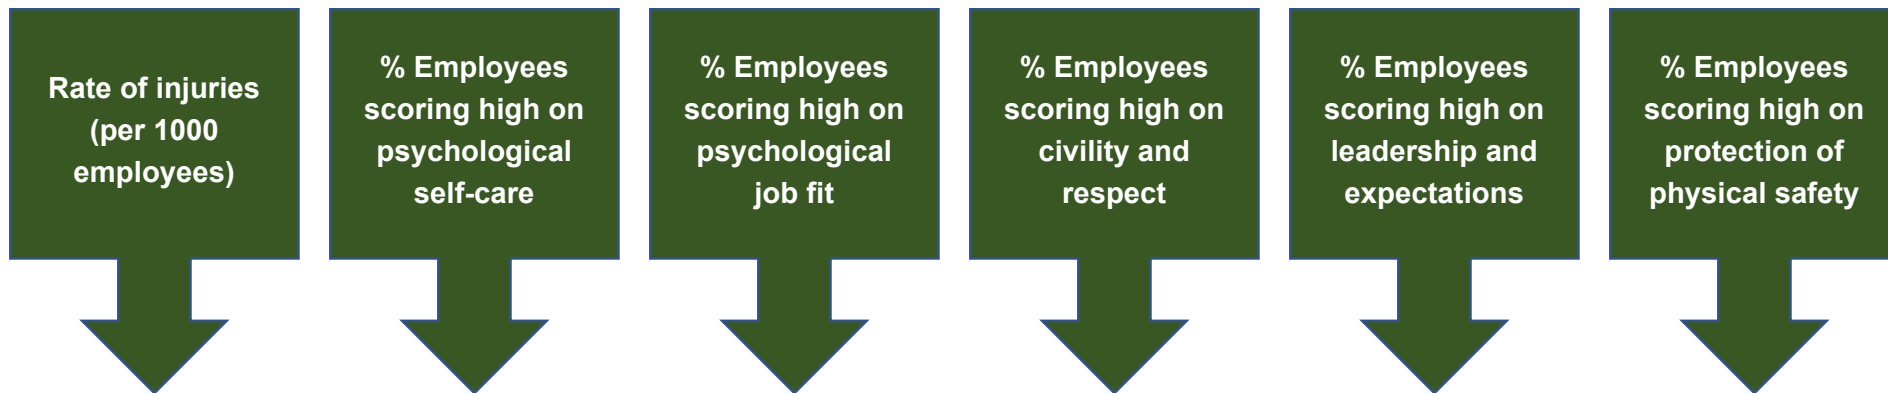 Rate of injuries
(per 1000
employees)
% Employees
scoring high on
psychological
self-care
% Employees
scoring high on
psychological
job fit
% Employees
scoring high on
civility and
respect
% Employees
scoring high on
leadership and
expectations
% Employees
scoring high on
protection of
physical safety